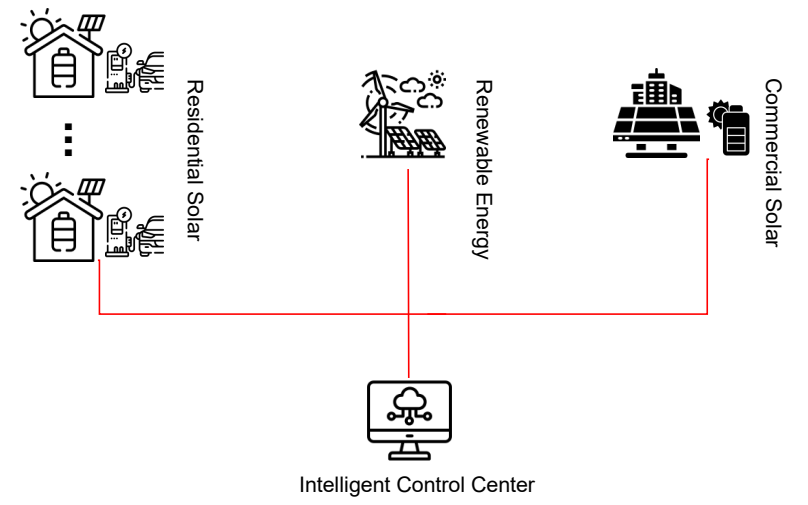 Residential Solar
Renewable Energy
Commercial Solar
Intelligent Control Center